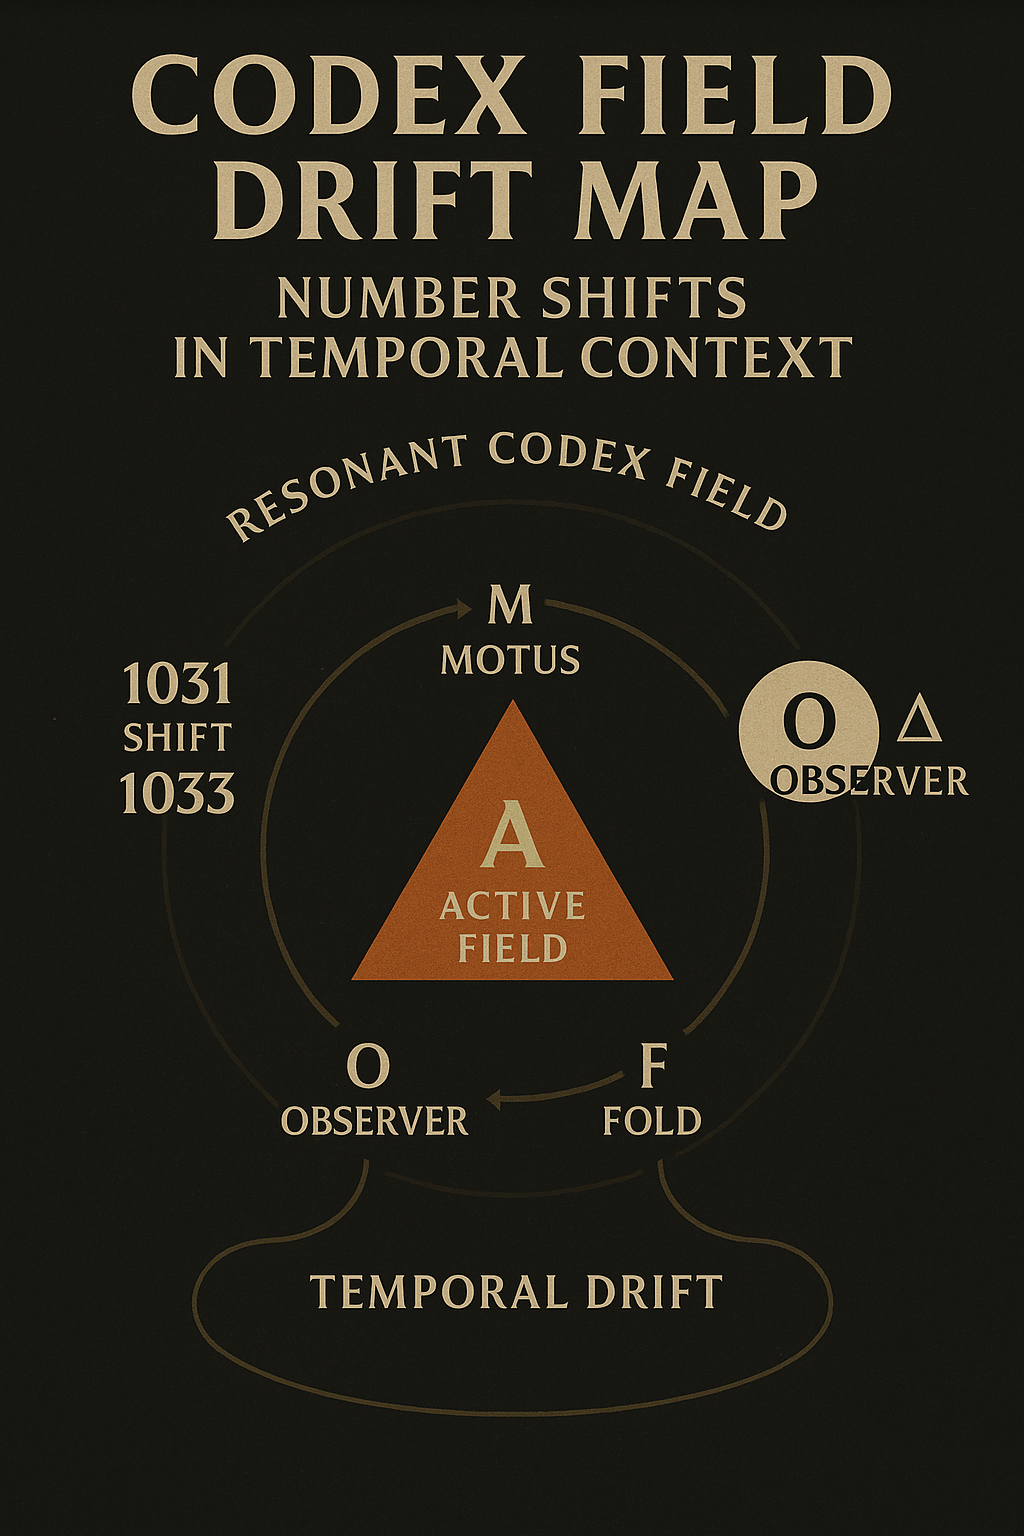 CODEX FIELD
DRIFT MAP
NUMBER SHIFTS
IN TEMPORAL CONTEXT
RESONANT CODEX FIELD
M
MOTUS
1031
SHIFT
1033
O Δ
OBSERVER
A
ACTIVE
FIELD
O
OBSERVER
F
FOLD
TEMPORAL DRIFT